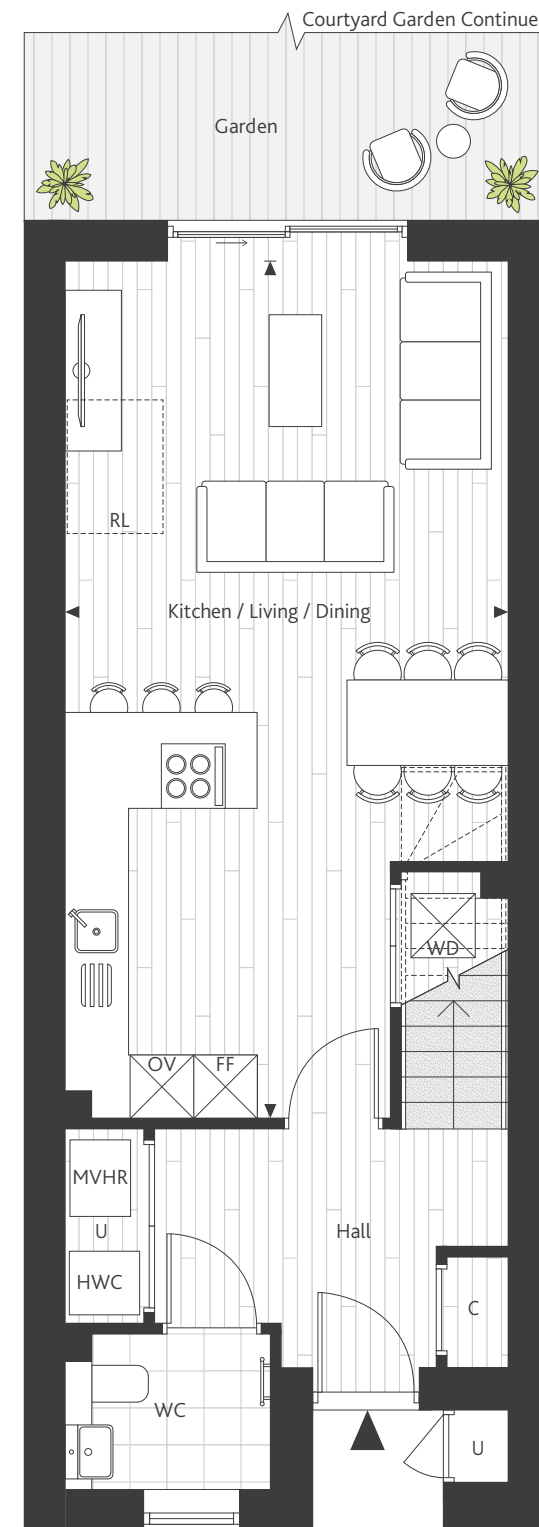 Courtyard Garden Continue
Garden
RL
Kitchen / Living / Dining
WD
OV FF
MVHR
U
Hall
HWC
C
WC
U